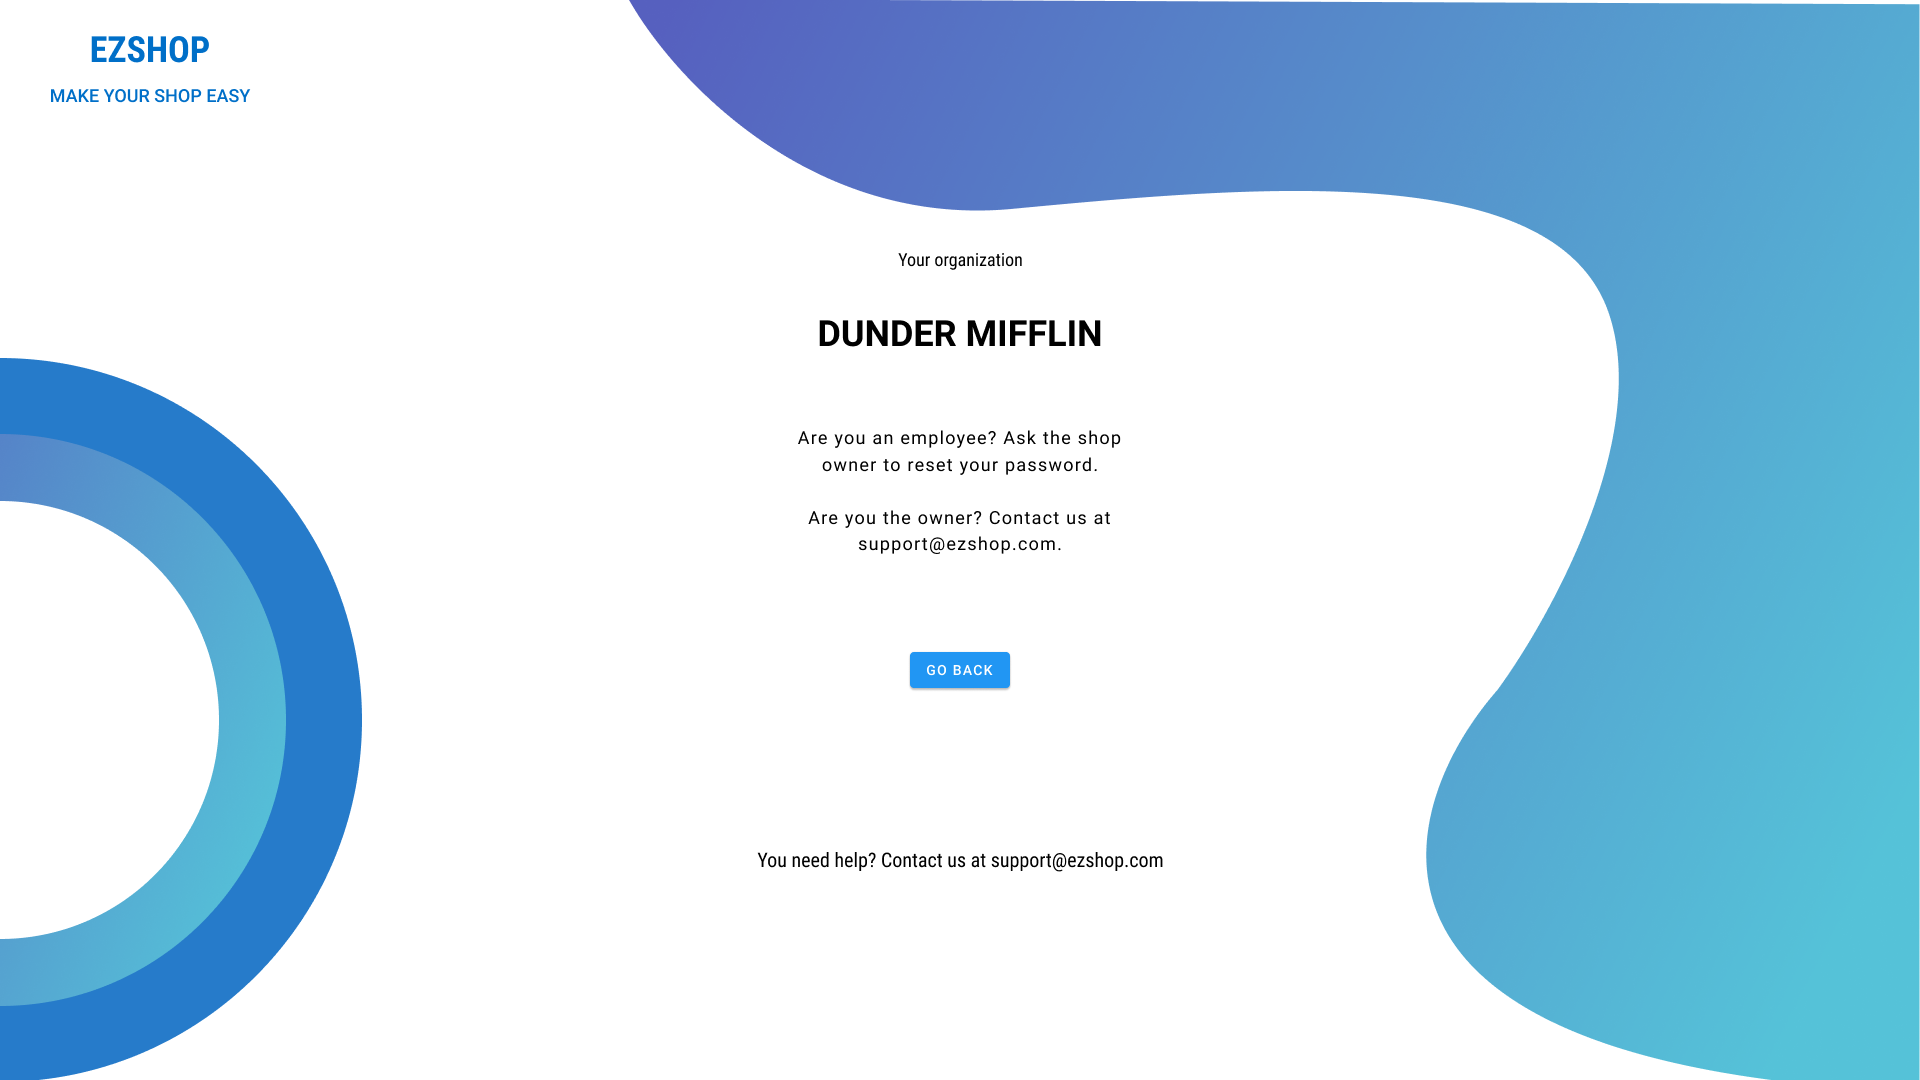 EZSHOP
MAKE YOUR SHOP EASY
Your organization
DUNDER MIFFLIN
Are you an employee? Ask the shop
owner to reset your password.
Are you the owner? Contact us at
support@ezshop.com.
GO BACK
You need help? Contact us at support@ezshop.com